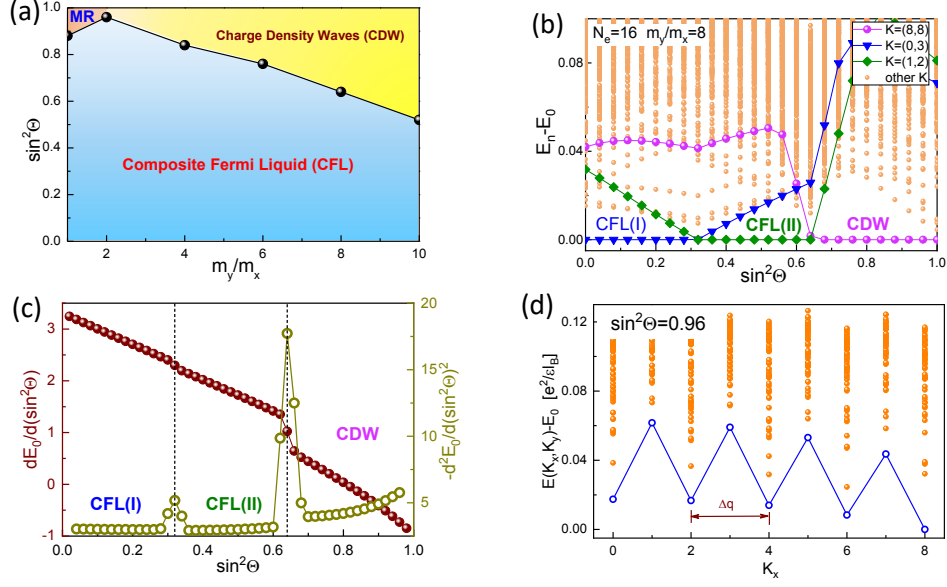 (a)
MR
Charge Density Waves (CDW)
Composite Fermi Liquid (CFL)
sin²Θ
1.0
0.8
0.6
0.4
0.2
0.0
2 4 6 8 10
m_y/m_x
(b)
N_e=16 m_y/m_x=8
K=(8,8)
K=(0,3)
K=(1,2)
other K
E_n-E_0
0.08
0.04
0.00
CFL(I) CFL(II) CDW
0.0 0.2 0.4 0.6 0.8 1.0
sin²Θ
(c)
dE_0/d(sin²Θ)
3
2
1
0
-1
CDW
CFL(I) CFL(II)
20
15
10
5
-d²E_0/d(sin²Θ)²
0.0 0.2 0.4 0.6 0.8 1.0
sin²Θ
(d)
sin²Θ=0.96
E(K_x,K_y)-E_0 [e²/εl_B]
0.12
0.08
0.04
0.00
Δq
0 2 4 6 8
K_x